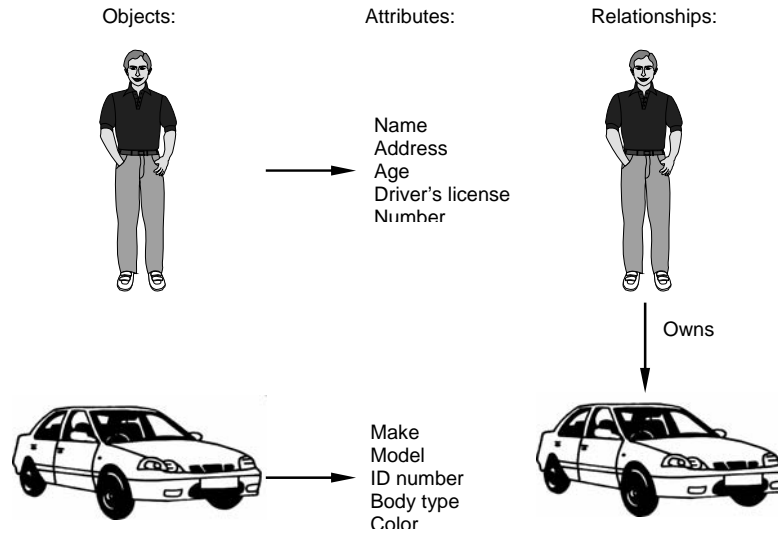 Objects:
Attributes:
Relationships:
Name
Address
Age
Driver's license
Number
Owns
Make
Model
ID number
Body type
Color